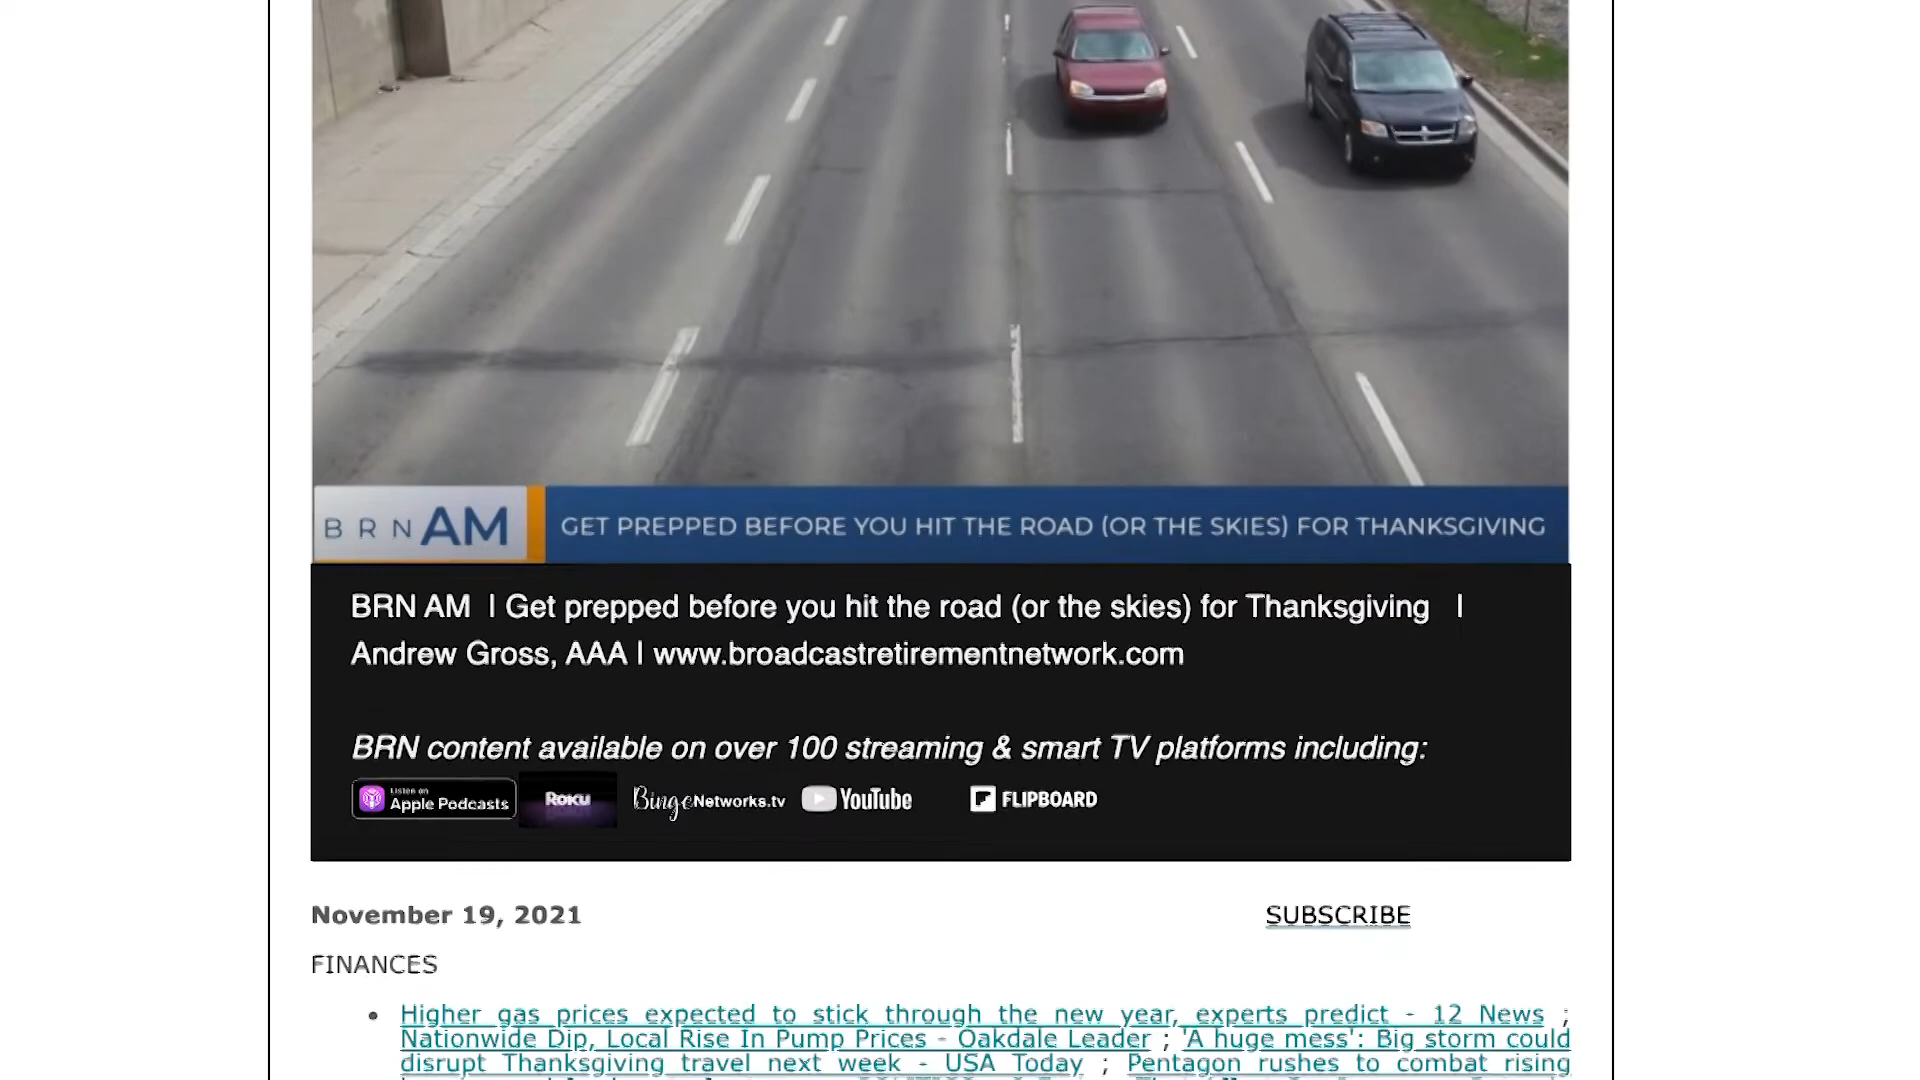 BRN AM
GET PREPPED BEFORE YOU HIT THE ROAD (OR THE SKIES) FOR THANKSGIVING
BRN AM | Get prepped before you hit the road (or the skies) for Thanksgiving |
Andrew Gross, AAA | www.broadcastretirementnetwork.com
BRN content available on over 100 streaming & smart TV platforms including:
Listen on Apple Podcasts ROKU BingeNetworks.tv YouTube FLIPBOARD
November 19, 2021 SUBSCRIBE
FINANCES
• Higher gas prices expected to stick through the new year, experts predict - 12 News ;
Nationwide Dip, Local Rise In Pump Prices - Oakdale Leader ; 'A huge mess': Big storm could
disrupt Thanksgiving travel next week - USA Today ; Pentagon rushes to combat rising